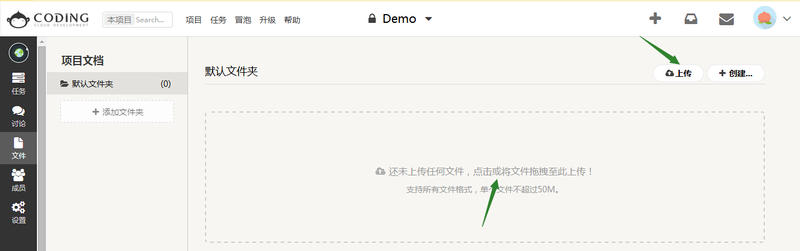 CODING
CLOUD DEVELOPMENT
本项目 Search...
项目 任务 冒泡 升级 帮助
Demo
任务
讨论
文件
成员
设置
项目文档
默认文件夹 (0)
+ 添加文件夹
默认文件夹
上传
+ 创建...
还未上传任何文件，点击或将文件拖拽至此上传！
支持所有文件格式，单个文件不超过50M。